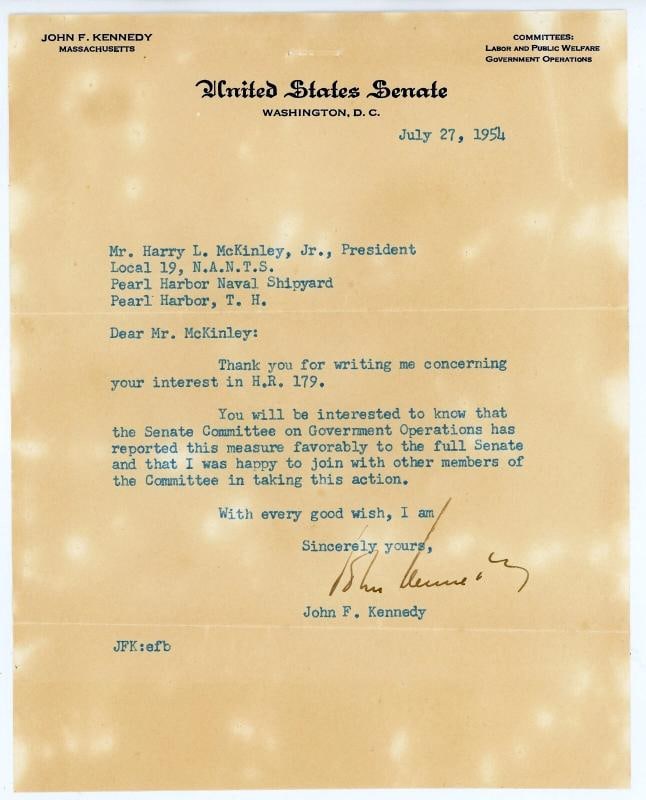 JOHN F. KENNEDY
MASSACHUSETTS
COMMITTEES:
LABOR AND PUBLIC WELFARE
GOVERNMENT OPERATIONS
United States Senate
WASHINGTON, D. C.
July 27, 1954
Mr. Harry L. McKinley, Jr., President
Local 19, N.A.N.T.S.
Pearl Harbor Naval Shipyard
Pearl Harbor, T. H.
Dear Mr. McKinley:
Thank you for writing me concerning
your interest in H.R. 179.
You will be interested to know that
the Senate Committee on Government Operations has
reported this measure favorably to the full Senate
and that I was happy to join with other members of
the Committee in taking this action.
With every good wish, I am
Sincerely yours,
John Kennedy
John F. Kennedy
JFK:efb